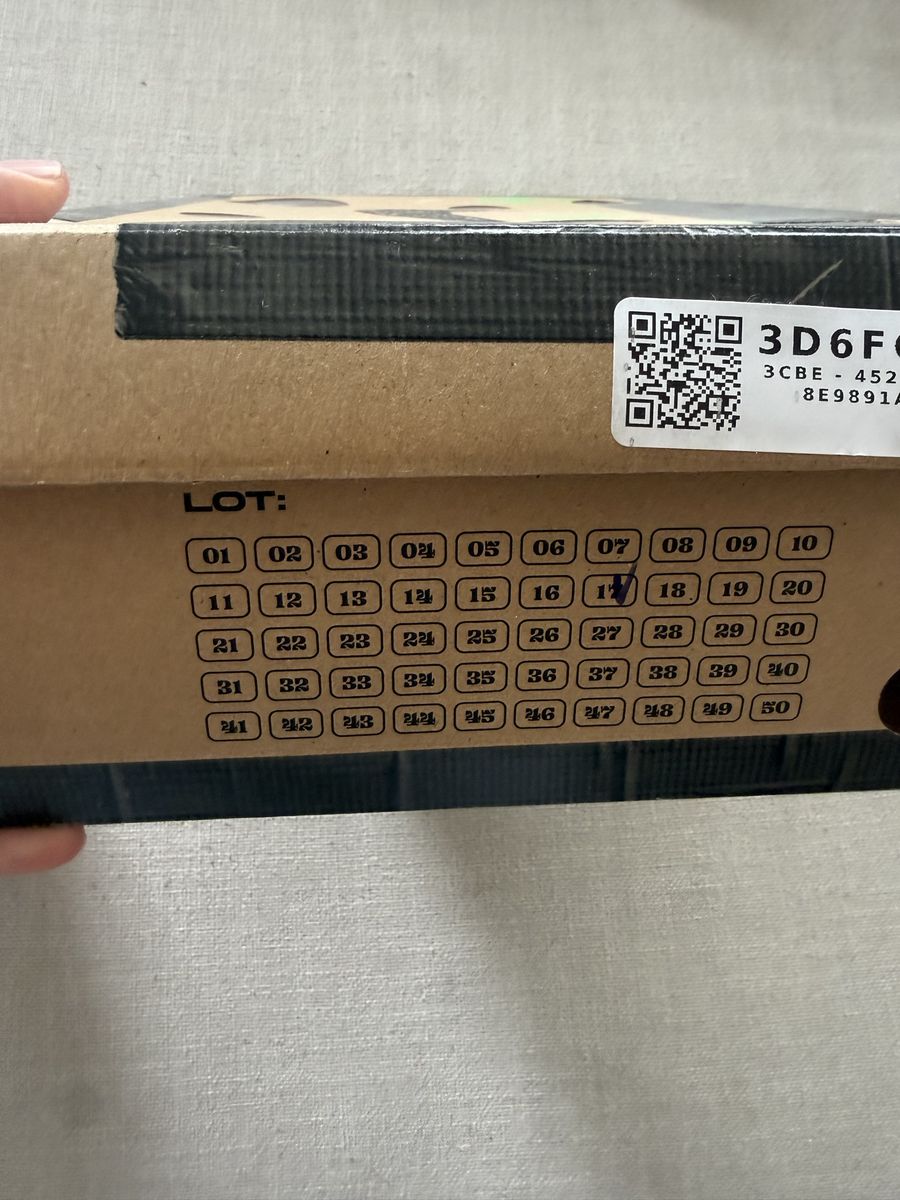 3D6F
3CBE - 452
8E9891
LOT:
01 02 03 04 05 06 07 08 09 10
11 12 13 14 15 16 17 18 19 20
21 22 23 24 25 26 27 28 29 30
31 32 33 34 35 36 37 38 39 40
41 42 43 44 45 46 47 48 49 50